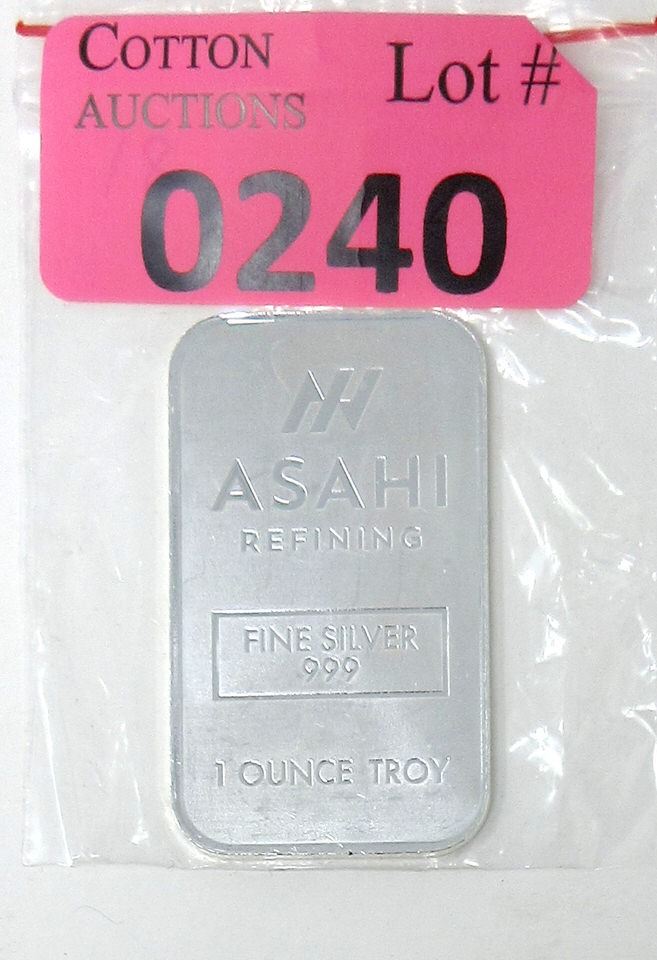 COTTON
AUCTIONS
Lot #
0240
ASAHI
REFINING
FINE SILVER
999
1 OUNCE TROY